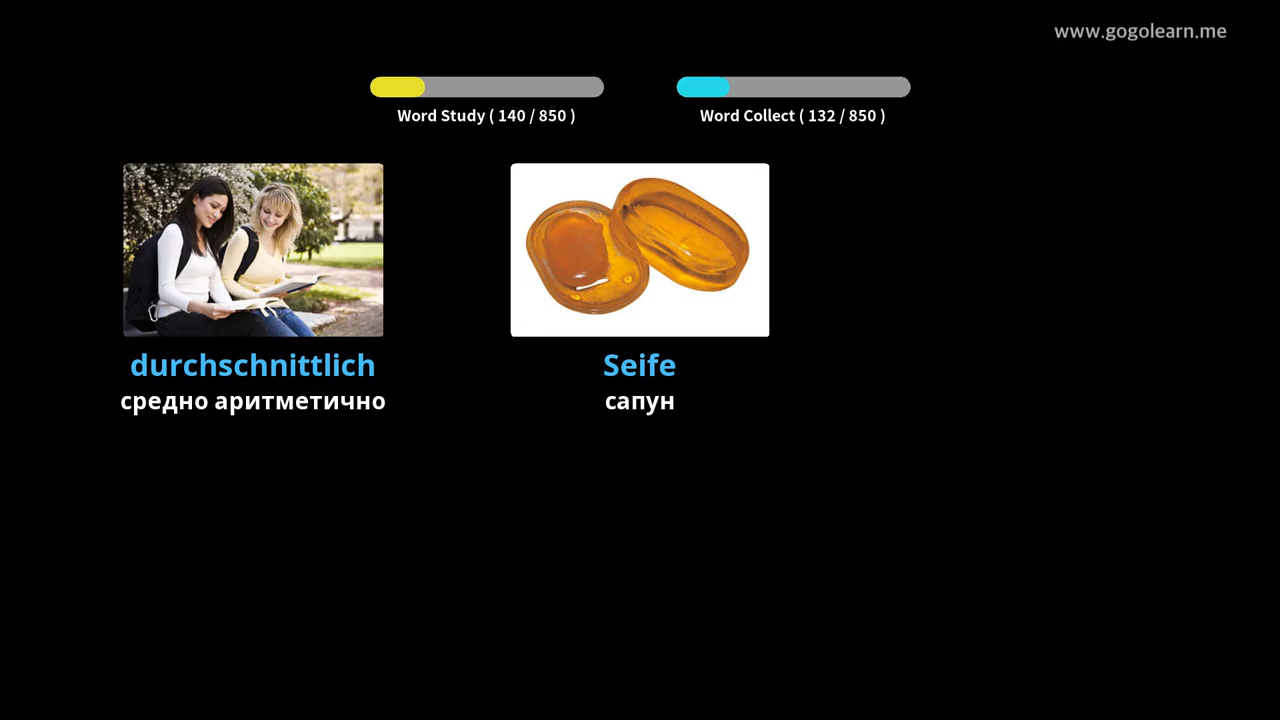 www.gogolearn.me
Word Study ( 140 / 850 )
Word Collect ( 132 / 850 )
durchschnittlich
средно аритметично
Seife
сапун